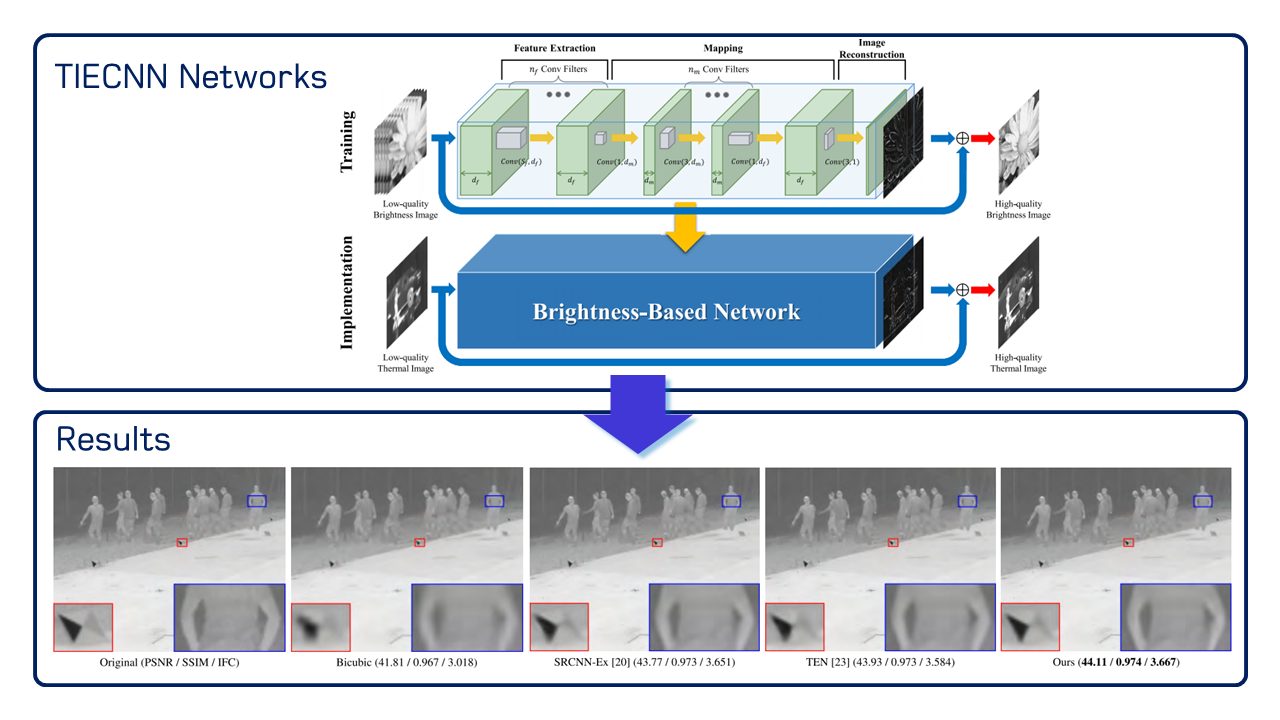 TIECNN Networks
Feature Extraction
Mapping
Image
Reconstruction
n_f Conv Filters
n_m Conv Filters
Training
Conv(5,d_f)
Conv(1,d_m)
Conv(3,d_m)
Conv(1,d_f)
Conv(3,1)
d_f
d_f
d_m
d_m
d_f
Low-quality
Brightness Image
High-quality
Brightness Image
Implementation
Brightness-Based Network
Low-quality
Thermal Image
High-quality
Thermal Image
Results
Original (PSNR / SSIM / IFC)
Bicubic (41.81 / 0.967 / 3.018)
SRCNN-Ex [20) (43.77 / 0.973 / 3.651)
TEN [23] (43.93 / 0.973 / 3.584)
Ours (44.11 / 0.974 / 3.667)